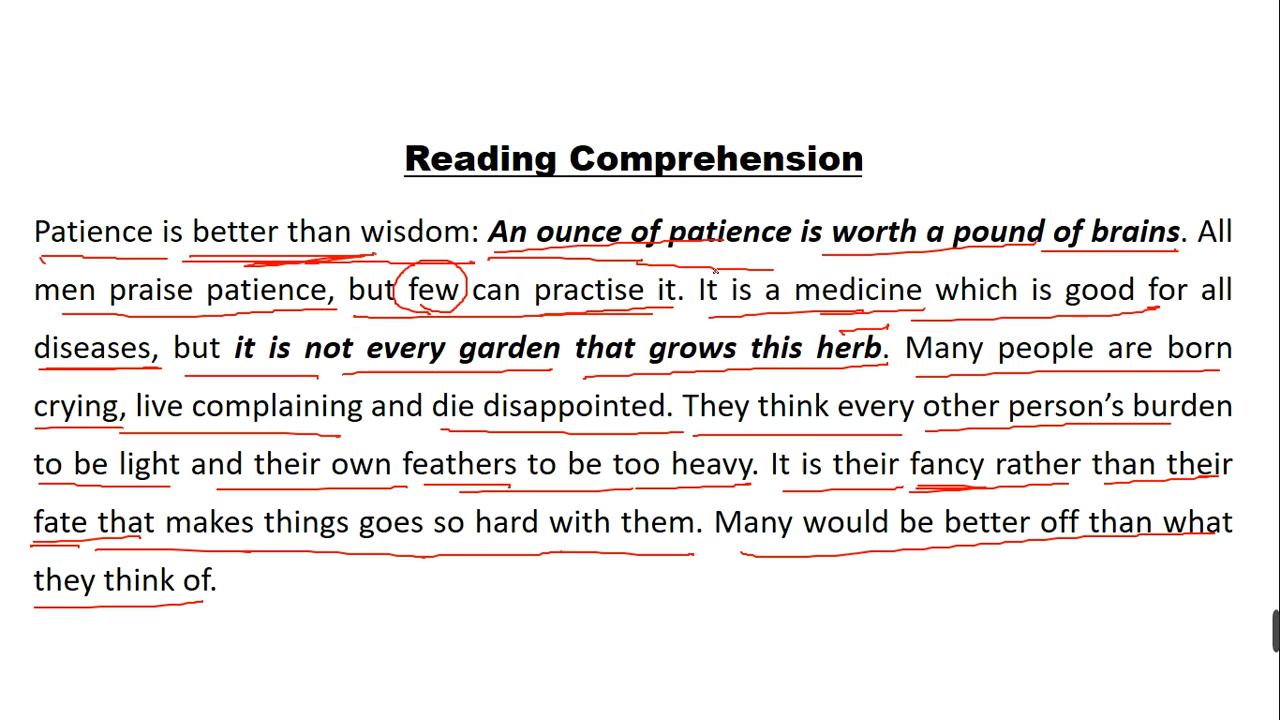 Reading Comprehension
Patience is better than wisdom: An ounce of patience is worth a pound of brains. All
men praise patience, but few can practise it. It is a medicine which is good for all
diseases, but it is not every garden that grows this herb. Many people are born
crying, live complaining and die disappointed. They think every other person’s burden
to be light and their own feathers to be too heavy. It is their fancy rather than their
fate that makes things goes so hard with them. Many would be better off than what
they think of.